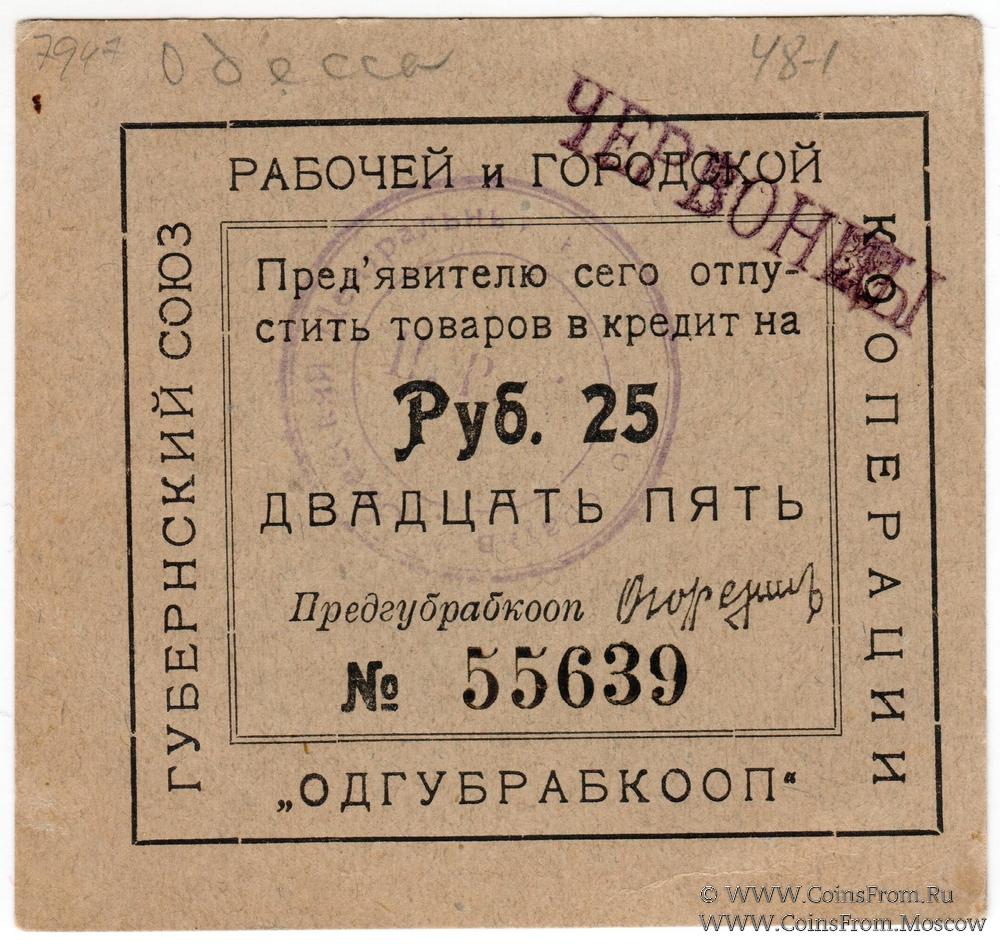 7947 Одесса 48-1
ЧЕРВОНЦЫ
ГУБЕРНСКИЙ СОЮЗ
РАБОЧЕЙ и ГОРОДСКОЙ
КООПЕРАЦИИ
Пред'явителю сего отпу-
стить товаров в кредит на
Руб. 25
ДВАДЦАТЬ ПЯТЬ
Предгубрабкооп
№ 55639
„ОДГУБРАБКООП“
© WWW.CoinsFrom.Ru
WWW.CoinsFrom.Moscow